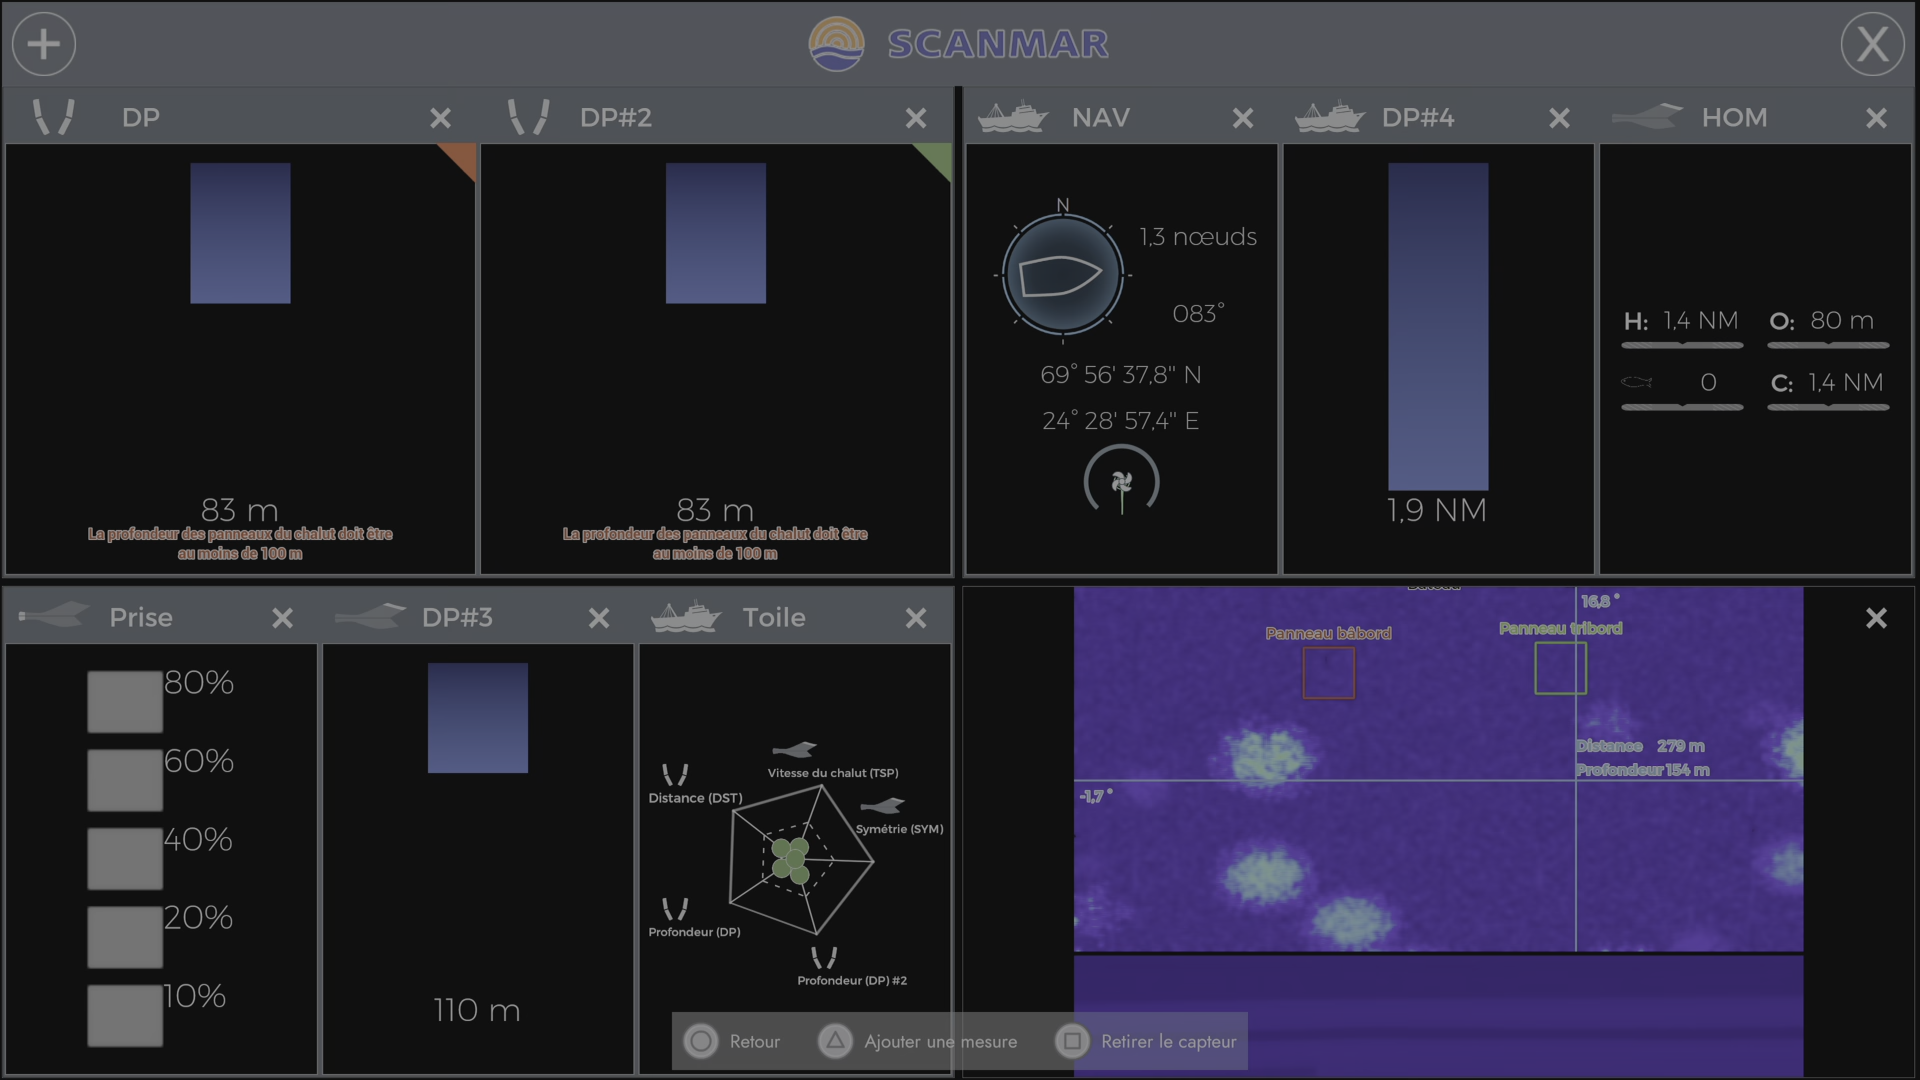 SCANMAR
DP
DP#2
NAV
DP#4
HOM
83 m
La profondeur des panneaux du chalut doit être
au moins de 100 m
83 m
La profondeur des panneaux du chalut doit être
au moins de 100 m
N
1,3 nœuds
083°
69° 56' 37,8" N
24° 28' 57,4" E
1,9 NM
H: 1,4 NM
O: 80 m
0
C: 1,4 NM
Prise
DP#3
Toile
80%
60%
40%
20%
10%
110 m
Vitesse du chalut (TSP)
Distance (DST)
Symétrie (SYM)
Profondeur (DP)
Profondeur (DP) #2
16,8 °
Panneau bâbord
Panneau tribord
Distance 279 m
Profondeur 154 m
-1,7 °
Retour
Ajouter une mesure
Retirer le capteur